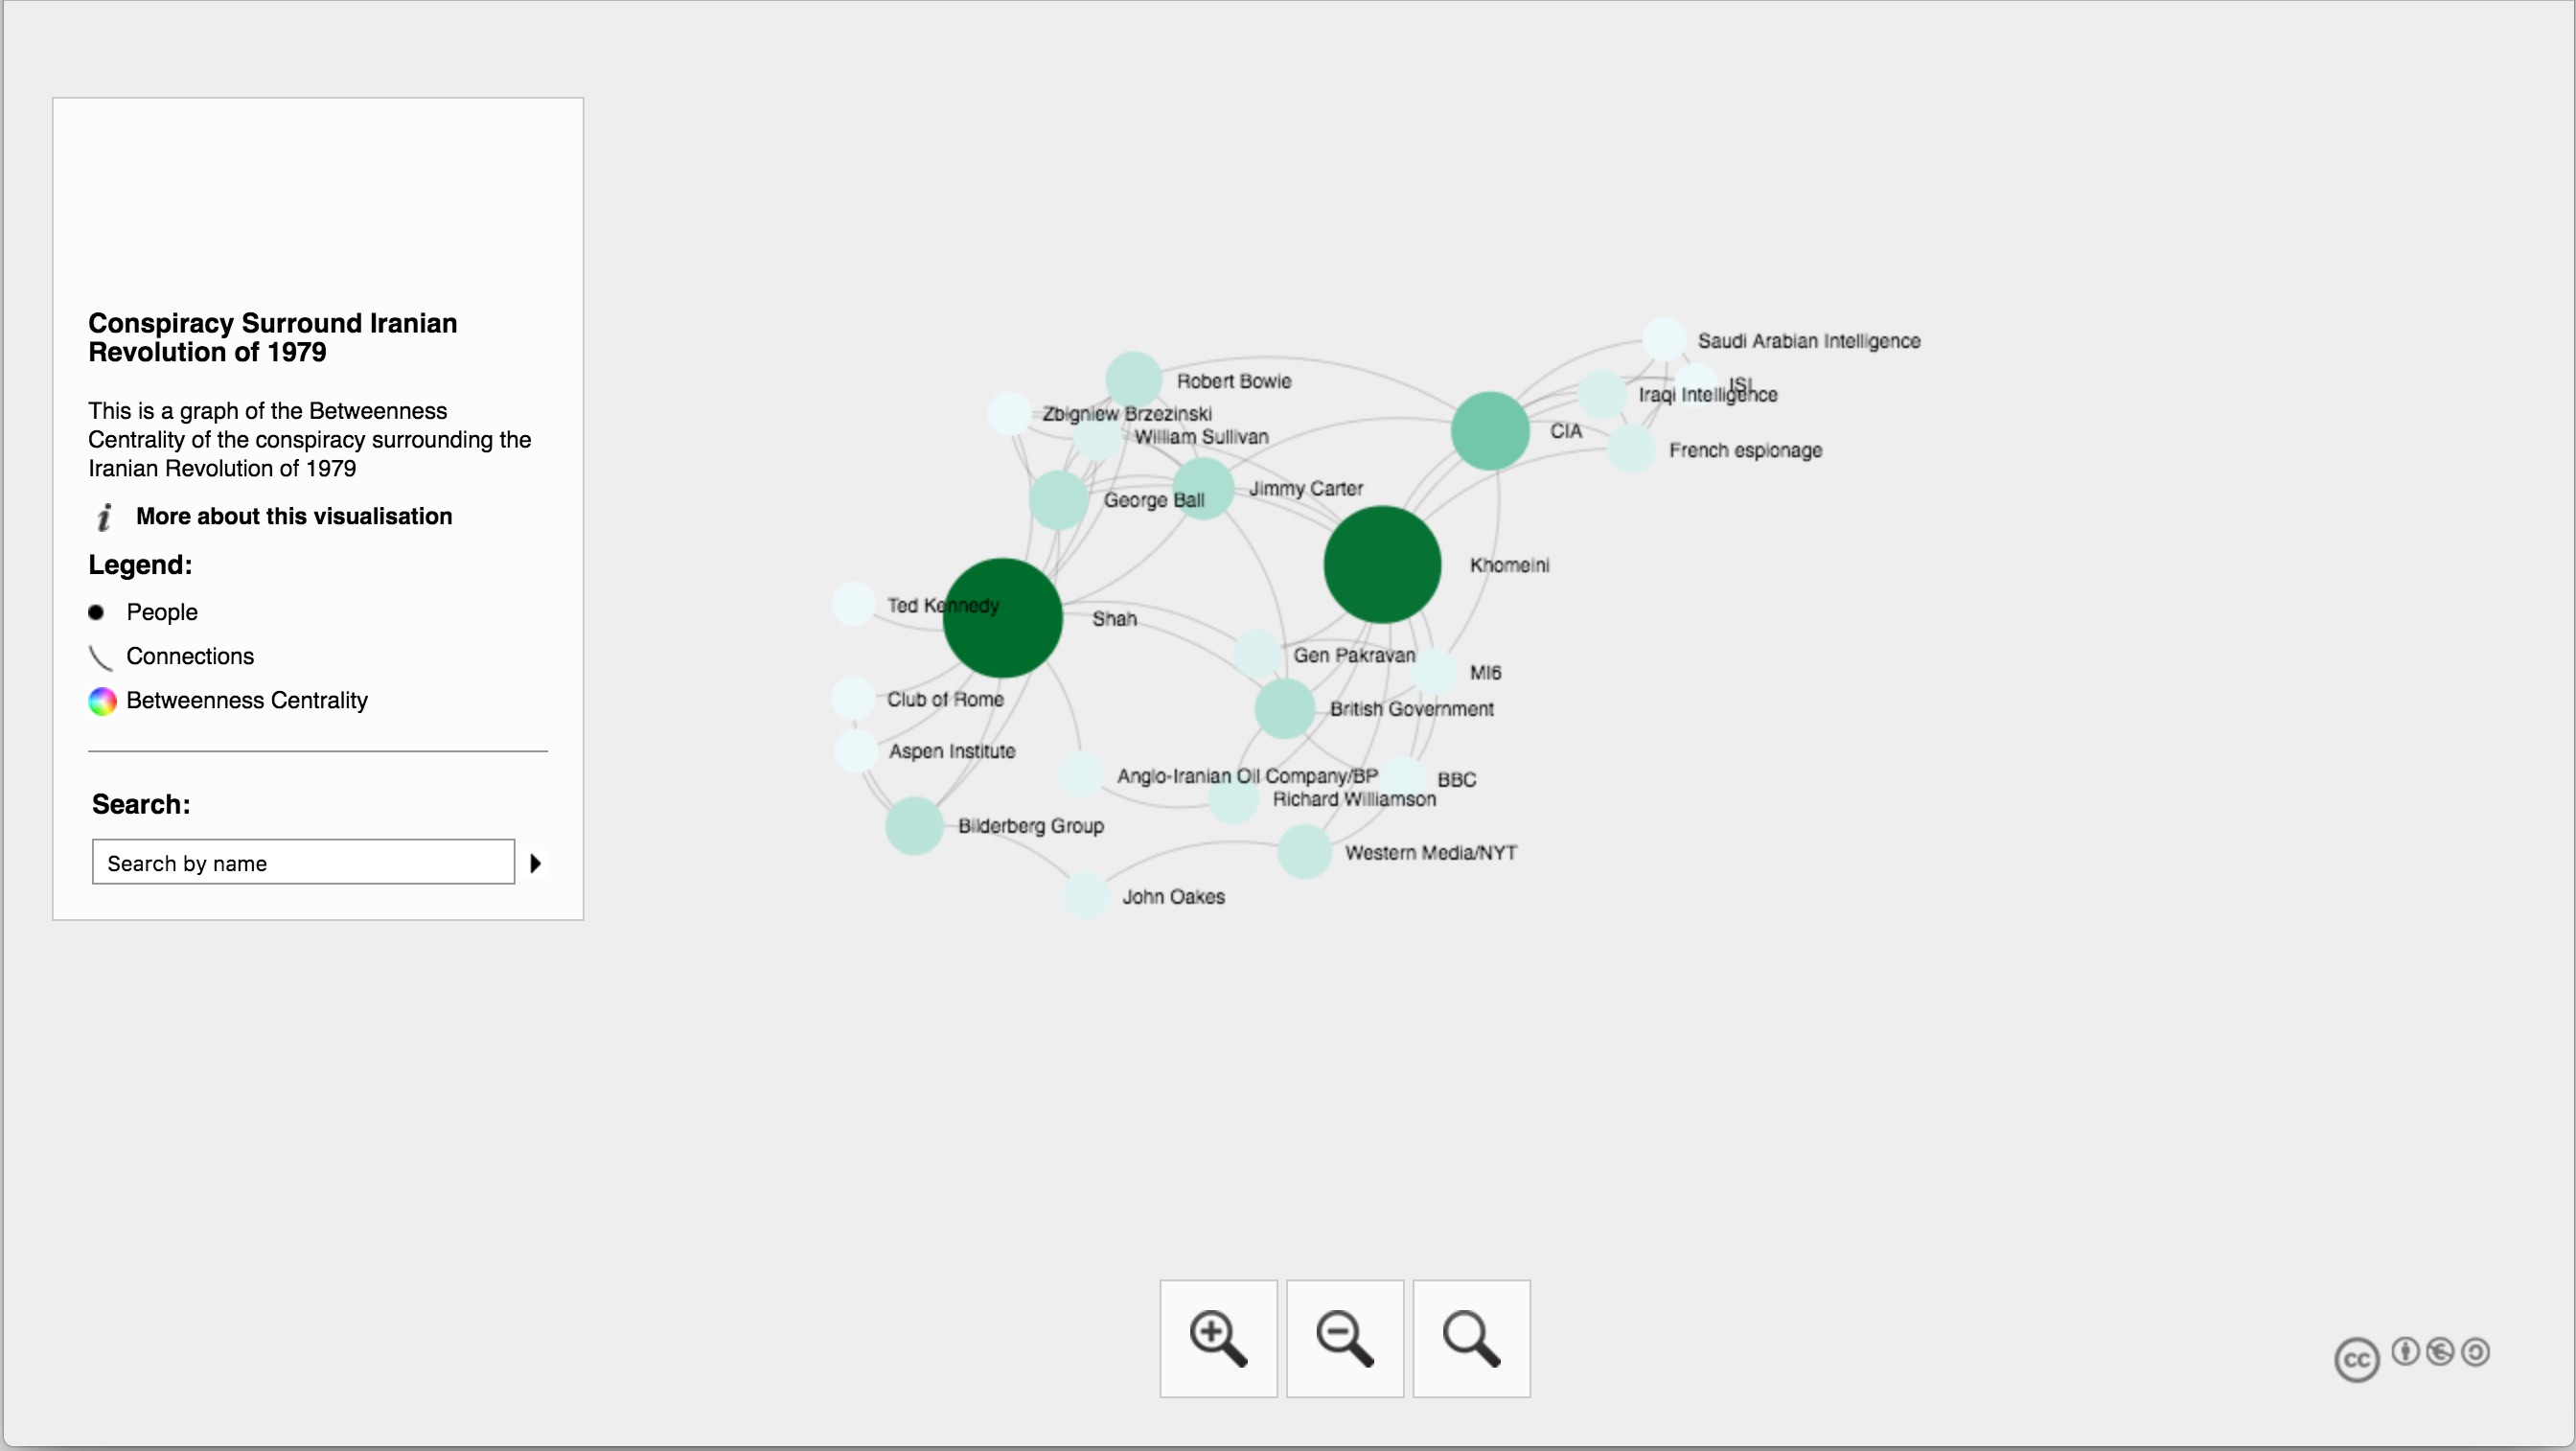 Conspiracy Surround Iranian
Revolution of 1979
This is a graph of the Betweenness
Centrality of the conspiracy surrounding the
Iranian Revolution of 1979
i More about this visualisation
Legend:
People
Connections
Betweenness Centrality
Search:
Search by name
Saudi Arabian Intelligence
Robert Bowie
ISI
Iraqi Intelligence
Zbigniew Brzezinski
CIA
William Sullivan
French espionage
Jimmy Carter
George Ball
Khomeini
Ted Kennedy
Shah
Gen Pakravan
MI6
Club of Rome
British Government
Aspen Institute
Anglo-Iranian Oil Company/BP
BBC
Richard Williamson
Bilderberg Group
Western Media/NYT
John Oakes
cc